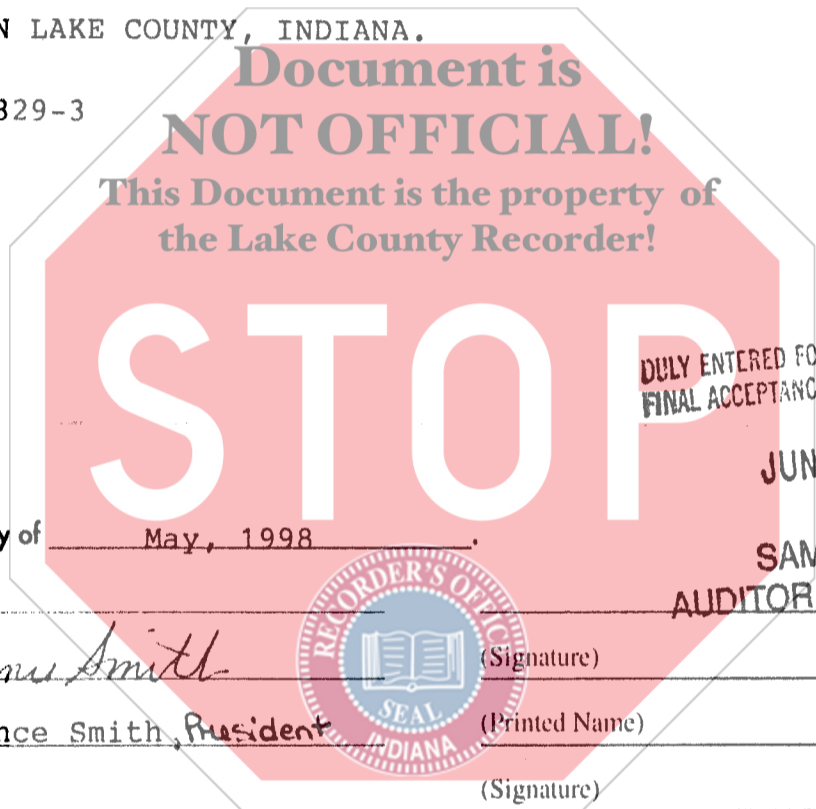 N LAKE COUNTY, INDIANA.
Document is
829-3
NOT OFFICIAL!
This Document is the property of
the Lake County Recorder!
STOP
DULY ENTERED FO
FINAL ACCEPTANC
JUN
y of May, 1998 .
SAM
AUDITOR
RECORDER'S OFFICE
Smith
(Signature)
SEAL
nce Smith, President
(Printed Name)
INDIANA
(Signature)